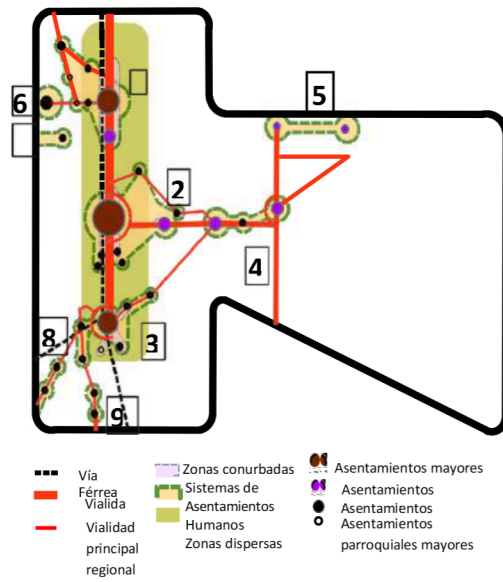 5
6
2
4
8
3
9
Vía
Férrea
Vialida
Vialidad
principal
regional
Zonas conurbadas
Sistemas de
Asentamientos
Humanos
Zonas dispersas
Asentamientos mayores
Asentamientos
Asentamientos
Asentamientos
parroquiales mayores